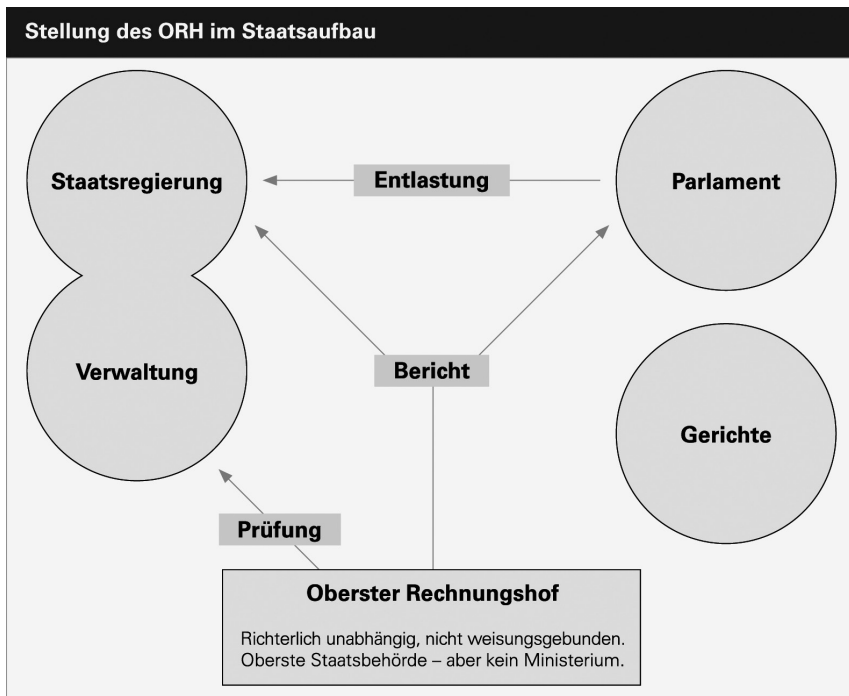 Stellung des ORH im Staatsaufbau
Staatsregierung
Entlastung
Parlament
Verwaltung
Bericht
Gerichte
Prüfung
Oberster Rechnungshof
Richterlich unabhängig, nicht weisungsgebunden.
Oberste Staatsbehörde – aber kein Ministerium.